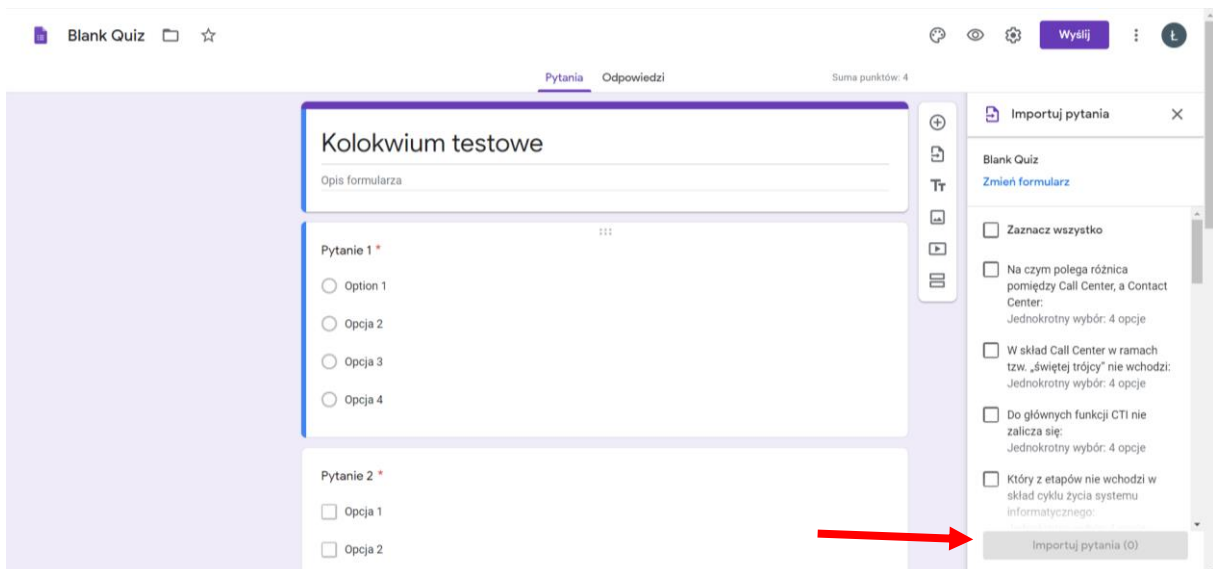 Blank Quiz
Wyślij
Ł
Pytania Odpowiedzi
Suma punktów: 4
Kolokwium testowe
Opis formularza
Pytanie 1 *
Option 1
Opcja 2
Opcja 3
Opcja 4
Pytanie 2 *
Opcja 1
Opcja 2
Tт
Importuj pytania
Blank Quiz
Zmień formularz
Zaznacz wszystko
Na czym polega różnica
pomiędzy Call Center, a Contact
Center:
Jednokrotny wybór: 4 opcje
W skład Call Center w ramach
tzw. „świętej trójcy” nie wchodzi:
Jednokrotny wybór: 4 opcje
Do głównych funkcji CTI nie
zalicza się:
Jednokrotny wybór: 4 opcje
Który z etapów nie wchodzi w
skład cyklu życia systemu
informatycznego:
Importuj pytania (0)